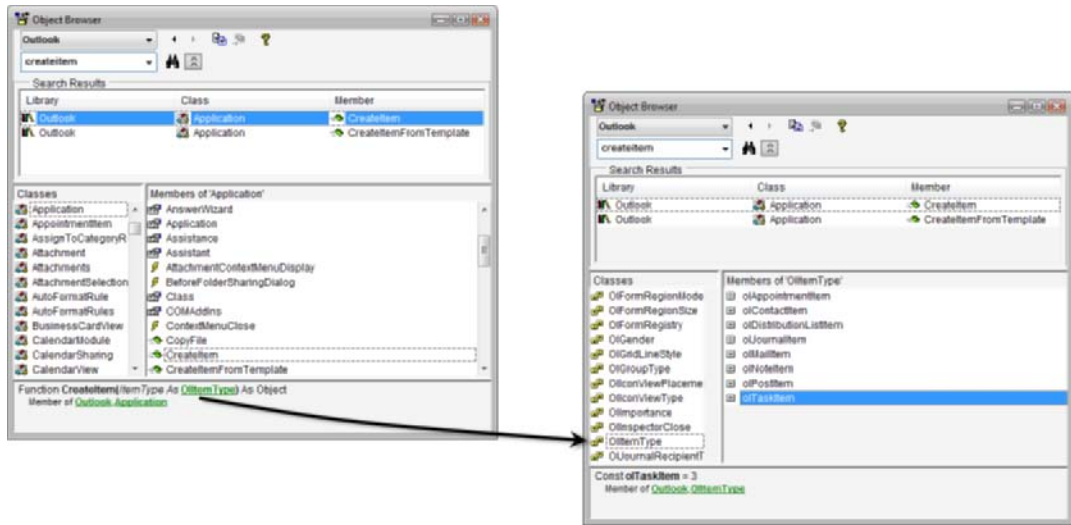 Object Browser
Outlook
createitem
Search Results
Library Class Member
Outlook Application CreateItem
Outlook Application CreateItemFromTemplate
Classes
Application
AppointmentItem
AssignToCategoryR
Attachment
Attachments
AttachmentSelection
AutoFormatRule
AutoFormatRules
BusinessCardView
CalendarModule
CalendarSharing
CalendarView
Members of 'Application'
AnswerWizard
Application
Assistance
Assistant
AttachmentContextMenuDisplay
BeforeFolderSharingDialog
Class
COMAddIns
ContextMenuClose
CopyFile
CreateItem
CreateItemFromTemplate
Function CreateItem(ItemType As OlItemType) As Object
Member of Outlook.Application
Object Browser
Outlook
createitem
Search Results
Library Class Member
Outlook Application CreateItem
Outlook Application CreateItemFromTemplate
Classes
OlFormRegionMode
OlFormRegionSize
OlFormRegistry
OlGender
OlGridLineStyle
OlGroupType
OlIconViewPlaceme
OlIconViewType
OlImportance
OlInspectorClose
OlItemType
OlJournalRecipientT
Members of 'OlItemType'
olAppointmentItem
olContactItem
olDistributionListItem
olJournalItem
olMailItem
olNoteItem
olPostItem
olTaskItem
Const olTaskItem = 3
Member of Outlook.OlItemType